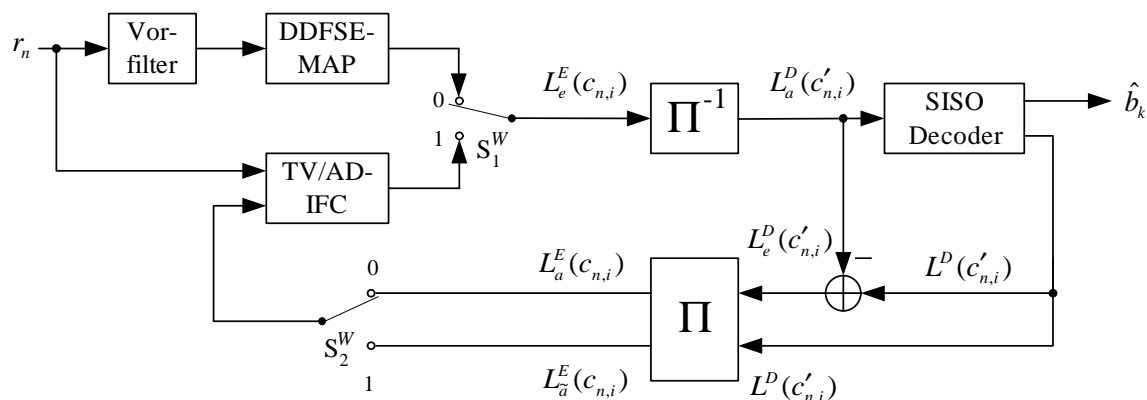 r_n
Vor-
filter
DDFSE-
MAP
0
1
S_1^W
L_e^E(c_{n,i})
Π^{-1}
L_a^D(c'_{n,i})
SISO
Decoder
b̂_k
TV/AD-
IFC
L_e^D(c'_{n,i})
−
L^D(c'_{n,i})
L_a^E(c_{n,i})
Π
0
S_2^W
1
L_ã^E(c_{n,i})
L^D(c'_{n,i})